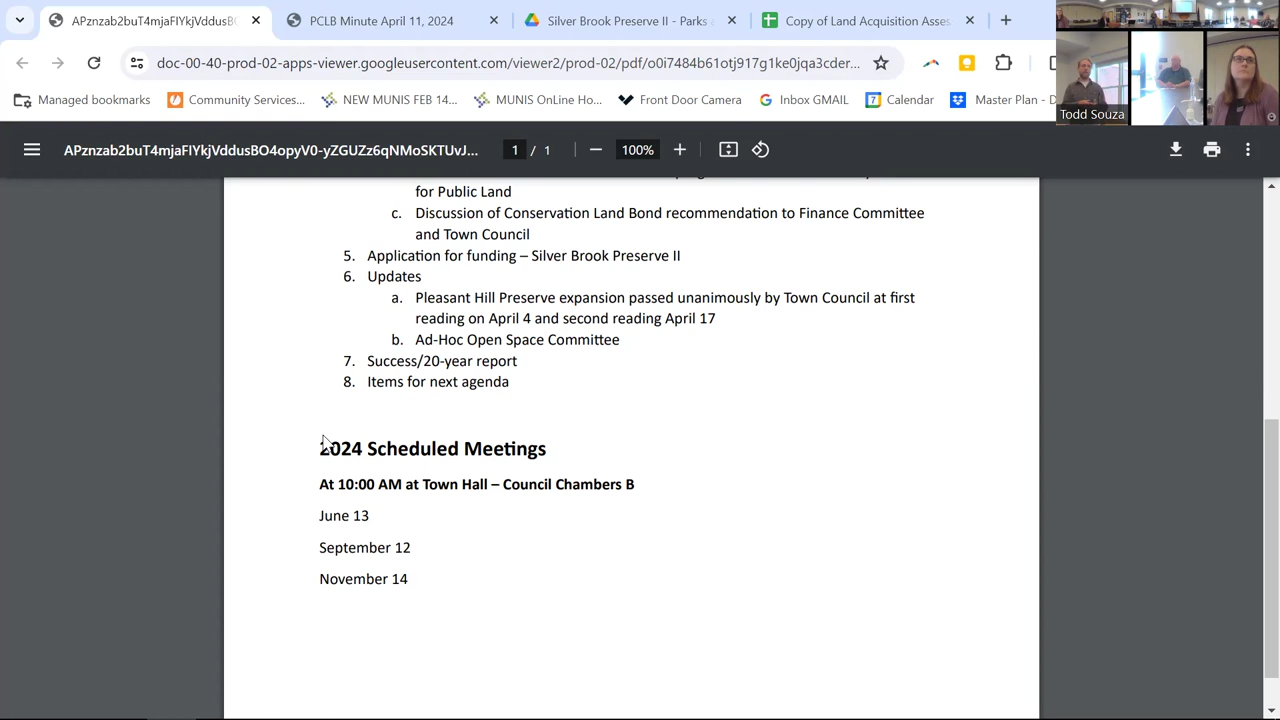 APznzab2buT4mjaFIYkjVddusBO
PCLB Minute April 11, 2024
Silver Brook Preserve II - Parks
Copy of Land Acquisition Asses
doc-00-40-prod-02-apps-viewer.googleusercontent.com/viewer2/prod-02/pdf/o0i7484b61otj917g1ke0jqa3cder...
Managed bookmarks
Community Services...
NEW MUNIS FEB 14...
MUNIS OnLine Ho...
Front Door Camera
Inbox GMAIL
Calendar
Master Plan - D
Todd Souza
APznzab2buT4mjaFIYkjVddusBO4opyV0-yZGUZz6qNMoSKTUvJ...
1 / 1
100%
for Public Land
c. Discussion of Conservation Land Bond recommendation to Finance Committee
and Town Council
5. Application for funding – Silver Brook Preserve II
6. Updates
a. Pleasant Hill Preserve expansion passed unanimously by Town Council at first
reading on April 4 and second reading April 17
b. Ad-Hoc Open Space Committee
7. Success/20-year report
8. Items for next agenda
2024 Scheduled Meetings
At 10:00 AM at Town Hall – Council Chambers B
June 13
September 12
November 14